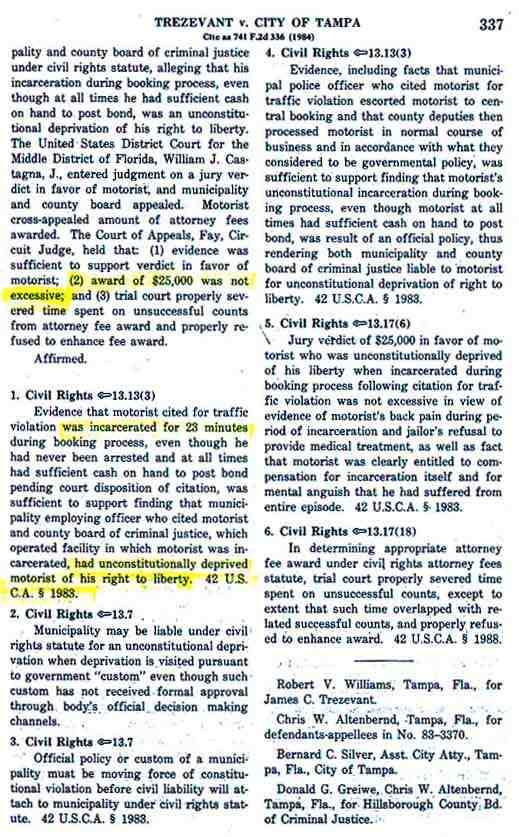 TREZEVANT v. CITY OF TAMPA
337
Cite as 741 F.2d 336 (1984)
pality and county board of criminal justice
under civil rights statute, alleging that his
incarceration during booking process, even
though at all times he had sufficient cash
on hand to post bond, was an unconstitu-
tional deprivation of his right to liberty.
The United States District Court for the
Middle District of Florida, William J. Cas-
tagna, J., entered judgment on a jury ver-
dict in favor of motorist, and municipality
and county board appealed. Motorist
cross-appealed amount of attorney fees
awarded. The Court of Appeals, Fay, Cir-
cuit Judge, held that: (1) evidence was
sufficient to support verdict in favor of
motorist; (2) award of $25,000 was not
excessive; and (3) trial court properly sev-
ered time spent on unsuccessful counts
from attorney fee award and properly re-
fused to enhance fee award.
Affirmed.
1. Civil Rights ⚷13.13(3)
Evidence that motorist cited for traffic
violation was incarcerated for 23 minutes
during booking process, even though he
had never been arrested and at all times
had sufficient cash on hand to post bond
pending court disposition of citation, was
sufficient to support finding that munici-
pality employing officer who cited motorist
and county board of criminal justice, which
operated facility in which motorist was in-
carcerated, had unconstitutionally deprived
motorist of his right to liberty. 42 U.S.
C.A. § 1983.
2. Civil Rights ⚷13.7
Municipality may be liable under civil
rights statute for an unconstitutional depri-
vation when deprivation is visited pursuant
to government "custom" even though such
custom has not received formal approval
through body's official decision making
channels.
3. Civil Rights ⚷13.7
Official policy or custom of a munici-
pality must be moving force of constitu-
tional violation before civil liability will at-
tach to municipality under civil rights stat-
ute. 42 U.S.C.A. § 1983.
4. Civil Rights ⚷13.13(3)
Evidence, including facts that munici-
pal police officer who cited motorist for
traffic violation escorted motorist to cen-
tral booking and that county deputies then
processed motorist in normal course of
business and in accordance with what they
considered to be governmental policy, was
sufficient to support finding that motorist's
unconstitutional incarceration during book-
ing process, even though motorist at all
times had sufficient cash on hand to post
bond, was result of an official policy, thus
rendering both municipality and county
board of criminal justice liable to motorist
for unconstitutional deprivation of right to
liberty. 42 U.S.C.A. § 1983.
5. Civil Rights ⚷13.17(6)
Jury verdict of $25,000 in favor of mo-
torist who was unconstitutionally deprived
of his liberty when incarcerated during
booking process following citation for traf-
fic violation was not excessive in view of
evidence of motorist's back pain during pe-
riod of incarceration and jailor's refusal to
provide medical treatment, as well as fact
that motorist was clearly entitled to com-
pensation for incarceration itself and for
mental anguish that he had suffered from
entire episode. 42 U.S.C.A. § 1983.
6. Civil Rights ⚷13.17(18)
In determining appropriate attorney
fee award under civil rights attorney fees
statute, trial court properly severed time
spent on unsuccessful counts, except to
extent that such time overlapped with re-
lated successful counts, and properly refus-
ed to enhance award. 42 U.S.C.A. § 1988.
Robert V. Williams, Tampa, Fla., for
James C. Trezevant.
Chris W. Altenbernd, Tampa, Fla., for
defendants-appellees in No. 83-3370.
Bernard C. Silver, Asst. City Atty., Tam-
pa, Fla., City of Tampa.
Donald G. Greiwe, Chris W. Altenbernd,
Tampa, Fla., for Hillsborough County Bd.
of Criminal Justice.